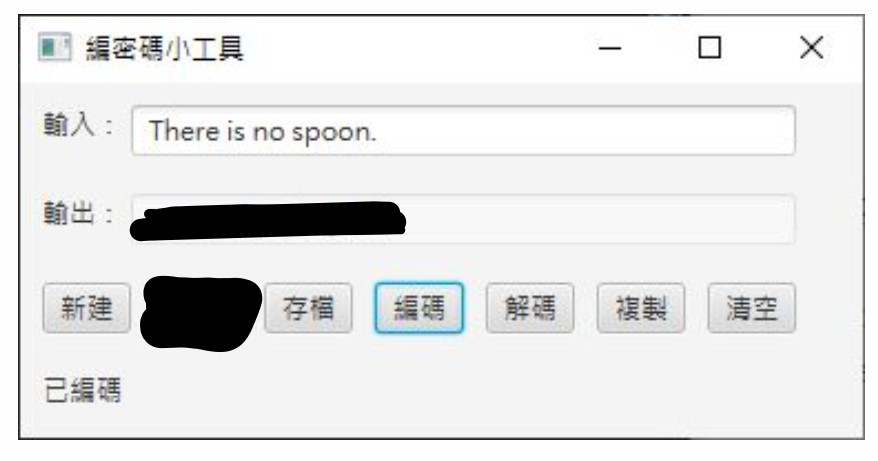 編密碼小工具
輸入： There is no spoon.
輸出：
新建 存檔 編碼 解碼 複製 清空
已編碼